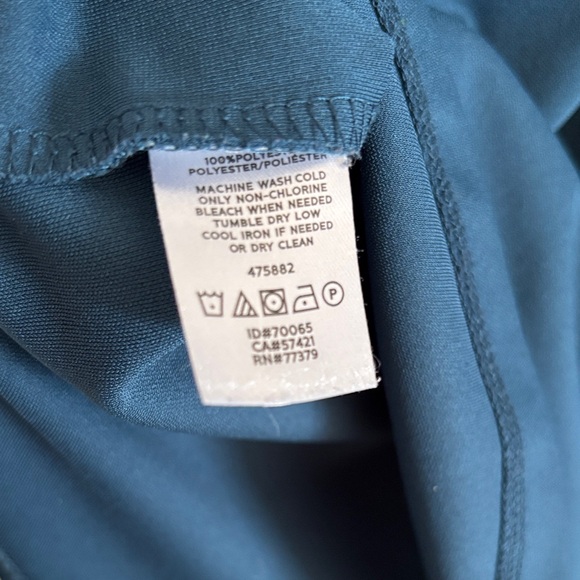 100%POLYESTER
POLYESTER/POLIÉSTER
MACHINE WASH COLD
ONLY NON-CHLORINE
BLEACH WHEN NEEDED
TUMBLE DRY LOW
COOL IRON IF NEEDED
OR DRY CLEAN
475882
P
ID#70065
CA#57421
RN#77379